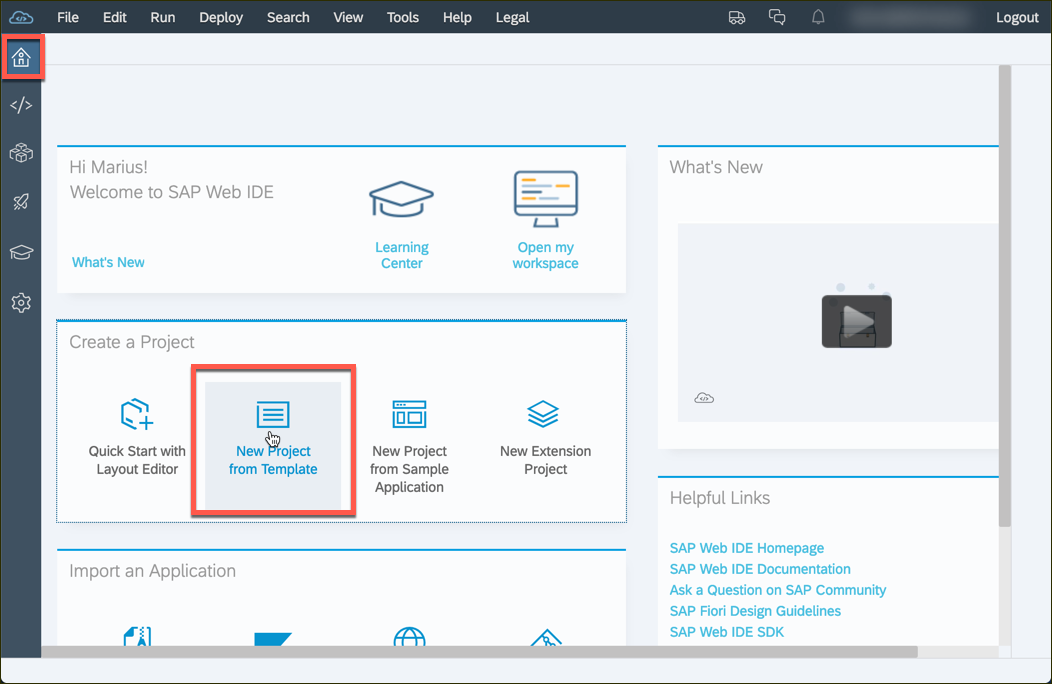 File Edit Run Deploy Search View Tools Help Legal Logout
Hi Marius!
Welcome to SAP Web IDE
What's New
Learning
Center
Open my
workspace
What's New
Create a Project
Quick Start with
Layout Editor
New Project
from Template
New Project
from Sample
Application
New Extension
Project
Import an Application
Helpful Links
SAP Web IDE Homepage
SAP Web IDE Documentation
Ask a Question on SAP Community
SAP Fiori Design Guidelines
SAP Web IDE SDK